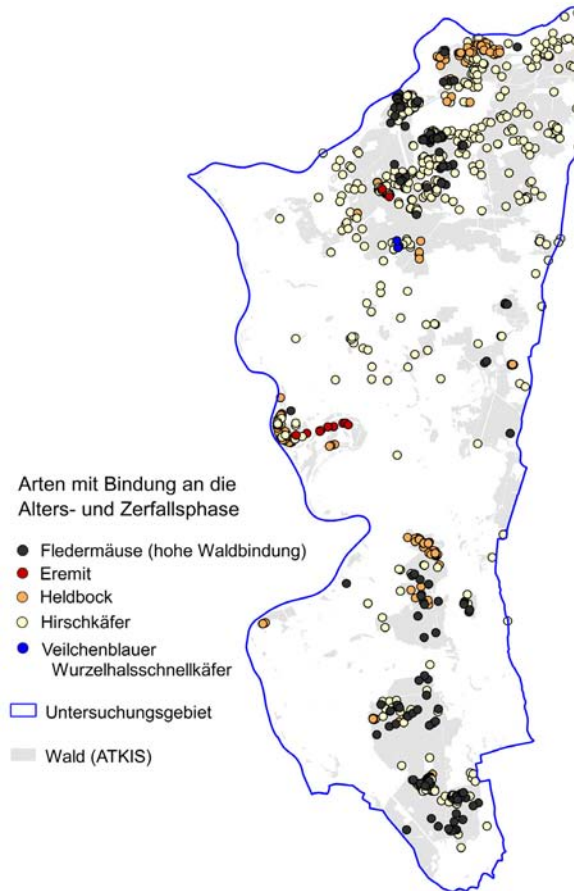 Arten mit Bindung an die
Alters- und Zerfallsphase
Fledermäuse (hohe Waldbindung)
Eremit
Heldbock
Hirschkäfer
Veilchenblauer
Wurzelhalsschnellkäfer
Untersuchungsgebiet
Wald (ATKIS)